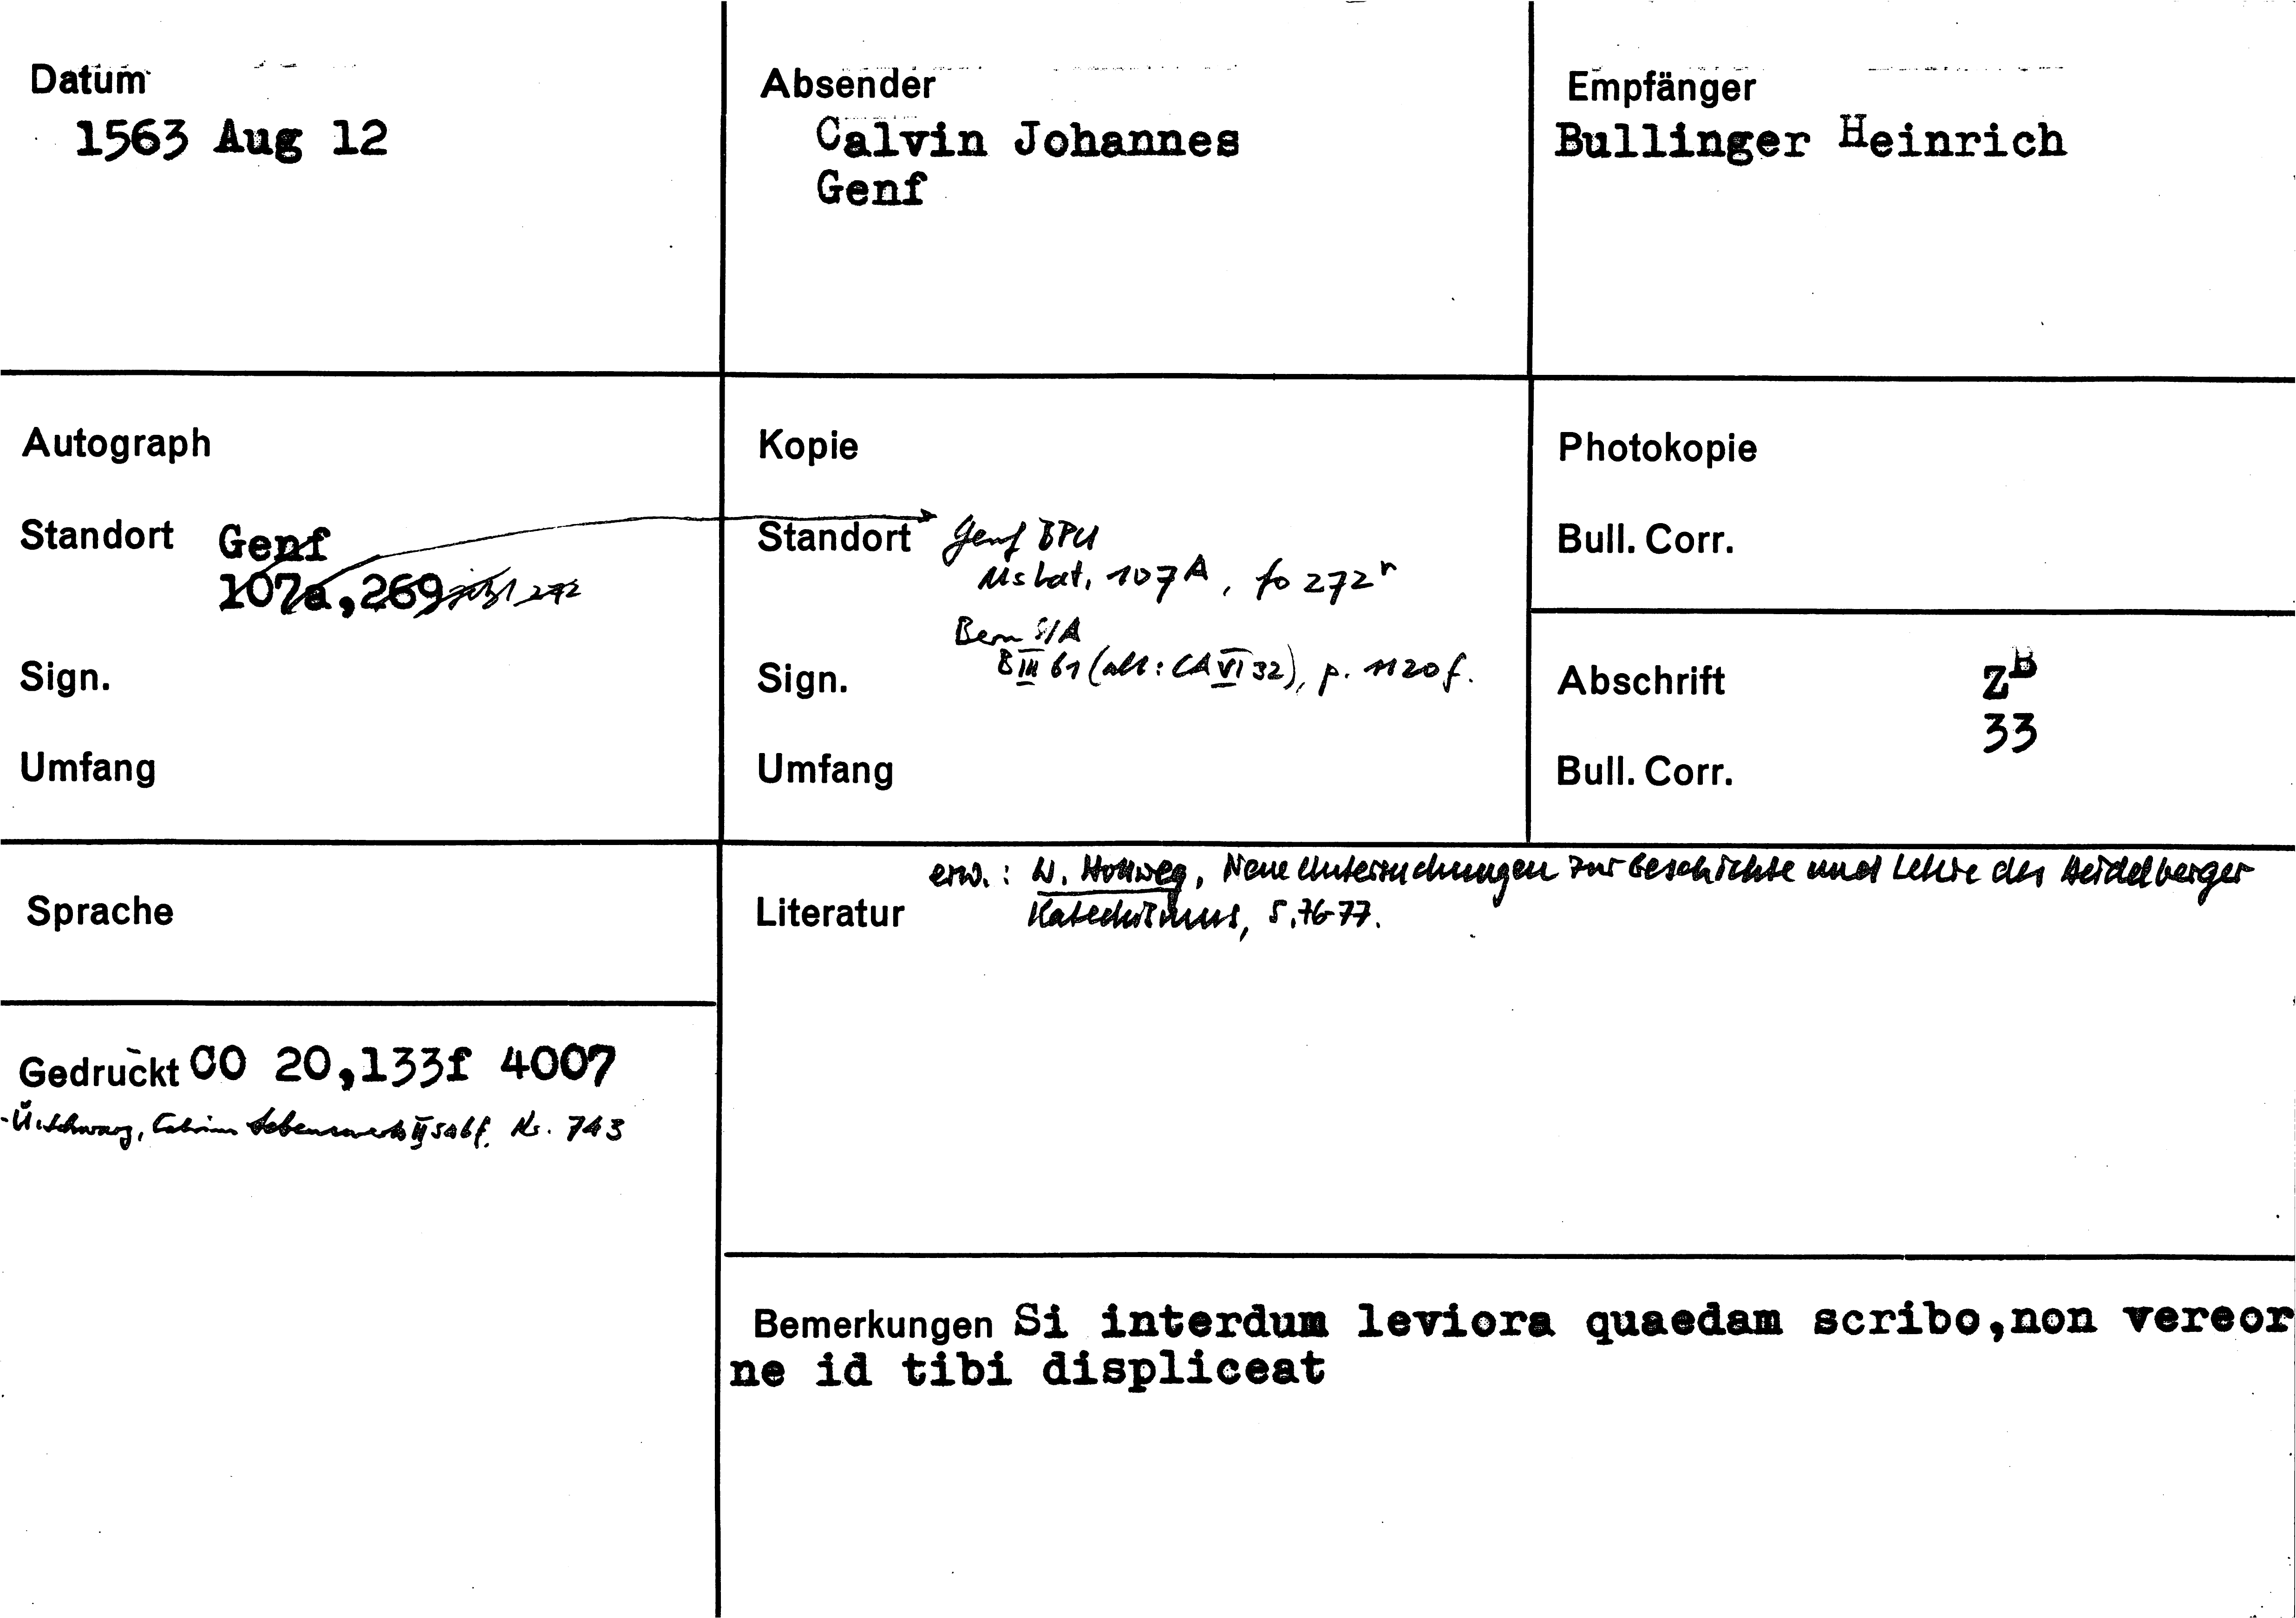 Datum
1563 Aug 12
Absender
Calvin Johannes
Genf
Empfänger
Bullinger Heinrich
Autograph
Standort Genf
107a,269 jetzt 272
Sign.
Umfang
Kopie
Standort Genf BPU
Ms lat. 107A, fo 272r
Bern StA
B III 61 (alt: CA VI 32), p. 1120f.
Sign.
Umfang
Photokopie
Bull. Corr.
Abschrift ZB
33
Bull. Corr.
Sprache
erw.: W. Hollweg, Neue Untersuchungen zur Geschichte und Lehre des Heidelberger
Literatur Katechismus, S. 76-77.
Gedruckt CO 20,133f 4007
- Ü: Schwarz, Calvins Lebenswerk II Nr. 743
Bemerkungen Si interdum leviora quaedam scribo,non vereor
ne id tibi displiceat